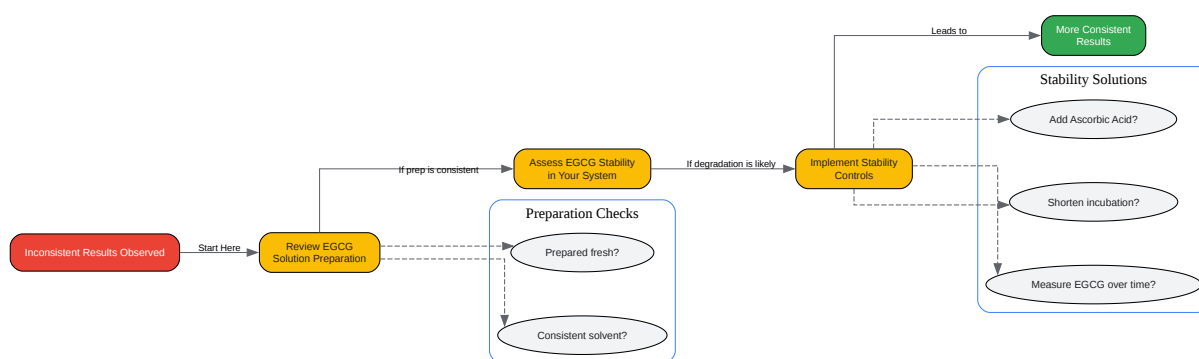 Inconsistent Results Observed
Start Here
Review EGCG
Solution Preparation
If prep is consistent
Preparation Checks
Prepared fresh?
Consistent solvent?
Assess EGCG Stability
in Your System
If degradation is likely
Implement Stability
Controls
Leads to
More Consistent
Results
Stability Solutions
Add Ascorbic Acid?
Shorten incubation?
Measure EGCG over time?